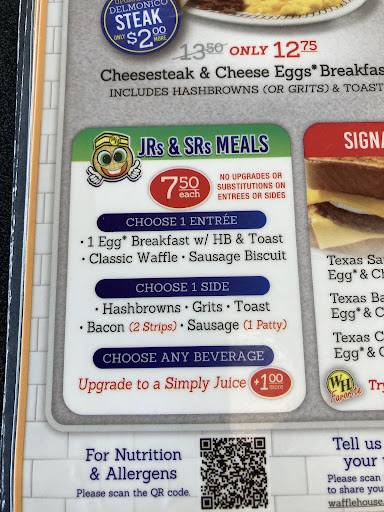 DELMONICO
STEAK
ONLY $2.00 MORE
13.50 ONLY 12.75
Cheesesteak & Cheese Eggs* Breakfas
INCLUDES HASHBROWNS (OR GRITS) & TOAST
JRs & SRs MEALS
7.50 each
NO UPGRADES OR
SUBSTITUTIONS ON
ENTREES OR SIDES
CHOOSE 1 ENTRÉE
• 1 Egg* Breakfast w/ HB & Toast
• Classic Waffle • Sausage Biscuit
CHOOSE 1 SIDE
• Hashbrowns • Grits • Toast
• Bacon (2 Strips) • Sausage (1 Patty)
CHOOSE ANY BEVERAGE
Upgrade to a Simply Juice +1.00 more
SIGNA
Texas Sa
Egg* & Ch
Texas Ba
Egg* & C
Texas C
Egg* & C
WH Favorite Try
For Nutrition
& Allergens
Please scan the QR code.
Tell us
your
Please scan
to share you
wafflehouse.